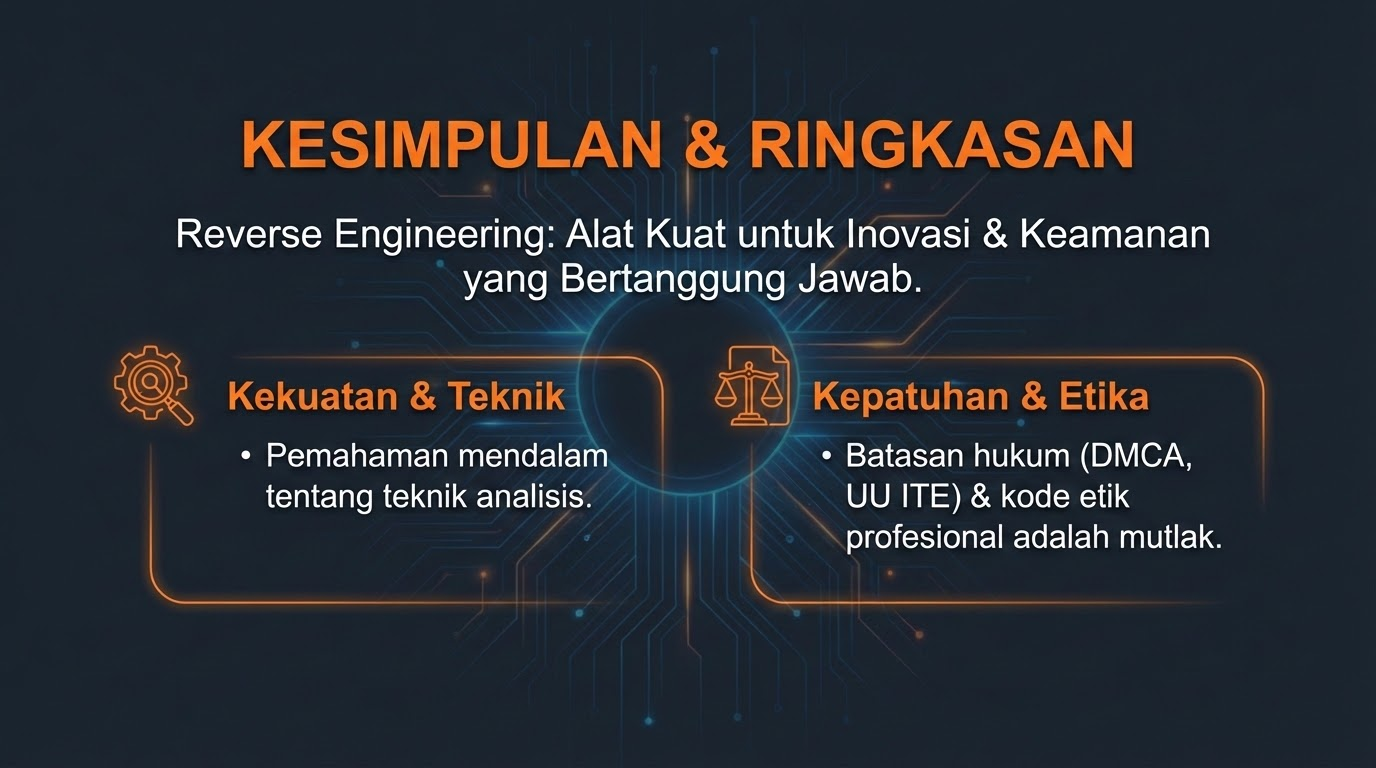 KESIMPULAN & RINGKASAN
Reverse Engineering: Alat Kuat untuk Inovasi & Keamanan
yang Bertanggung Jawab.
Kekuatan & Teknik
• Pemahaman mendalam
tentang teknik analisis.
Kepatuhan & Etika
• Batasan hukum (DMCA,
UU ITE) & kode etik
profesional adalah mutlak.